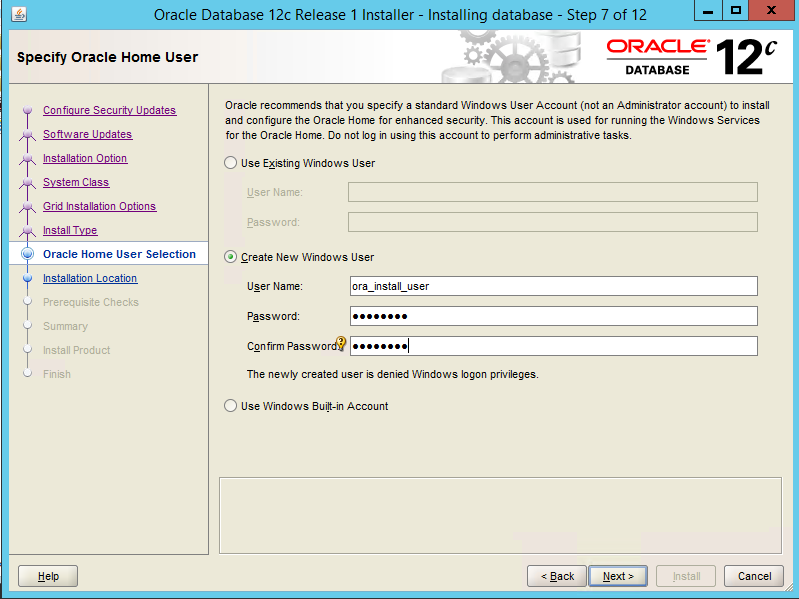 Oracle Database 12c Release 1 Installer - Installing database - Step 7 of 12
Specify Oracle Home User
ORACLE®
DATABASE
12c
Configure Security Updates
Software Updates
Installation Option
System Class
Grid Installation Options
Install Type
Oracle Home User Selection
Installation Location
Prerequisite Checks
Summary
Install Product
Finish
Oracle recommends that you specify a standard Windows User Account (not an Administrator account) to install
and configure the Oracle Home for enhanced security. This account is used for running the Windows Services
for the Oracle Home. Do not log in using this account to perform administrative tasks.
Use Existing Windows User
User Name:
Password:
Create New Windows User
User Name: ora_install_user
Password: ●●●●●●●●
Confirm Password: ●●●●●●●●
The newly created user is denied Windows logon privileges.
Use Windows Built-in Account
Help
< Back
Next >
Install
Cancel